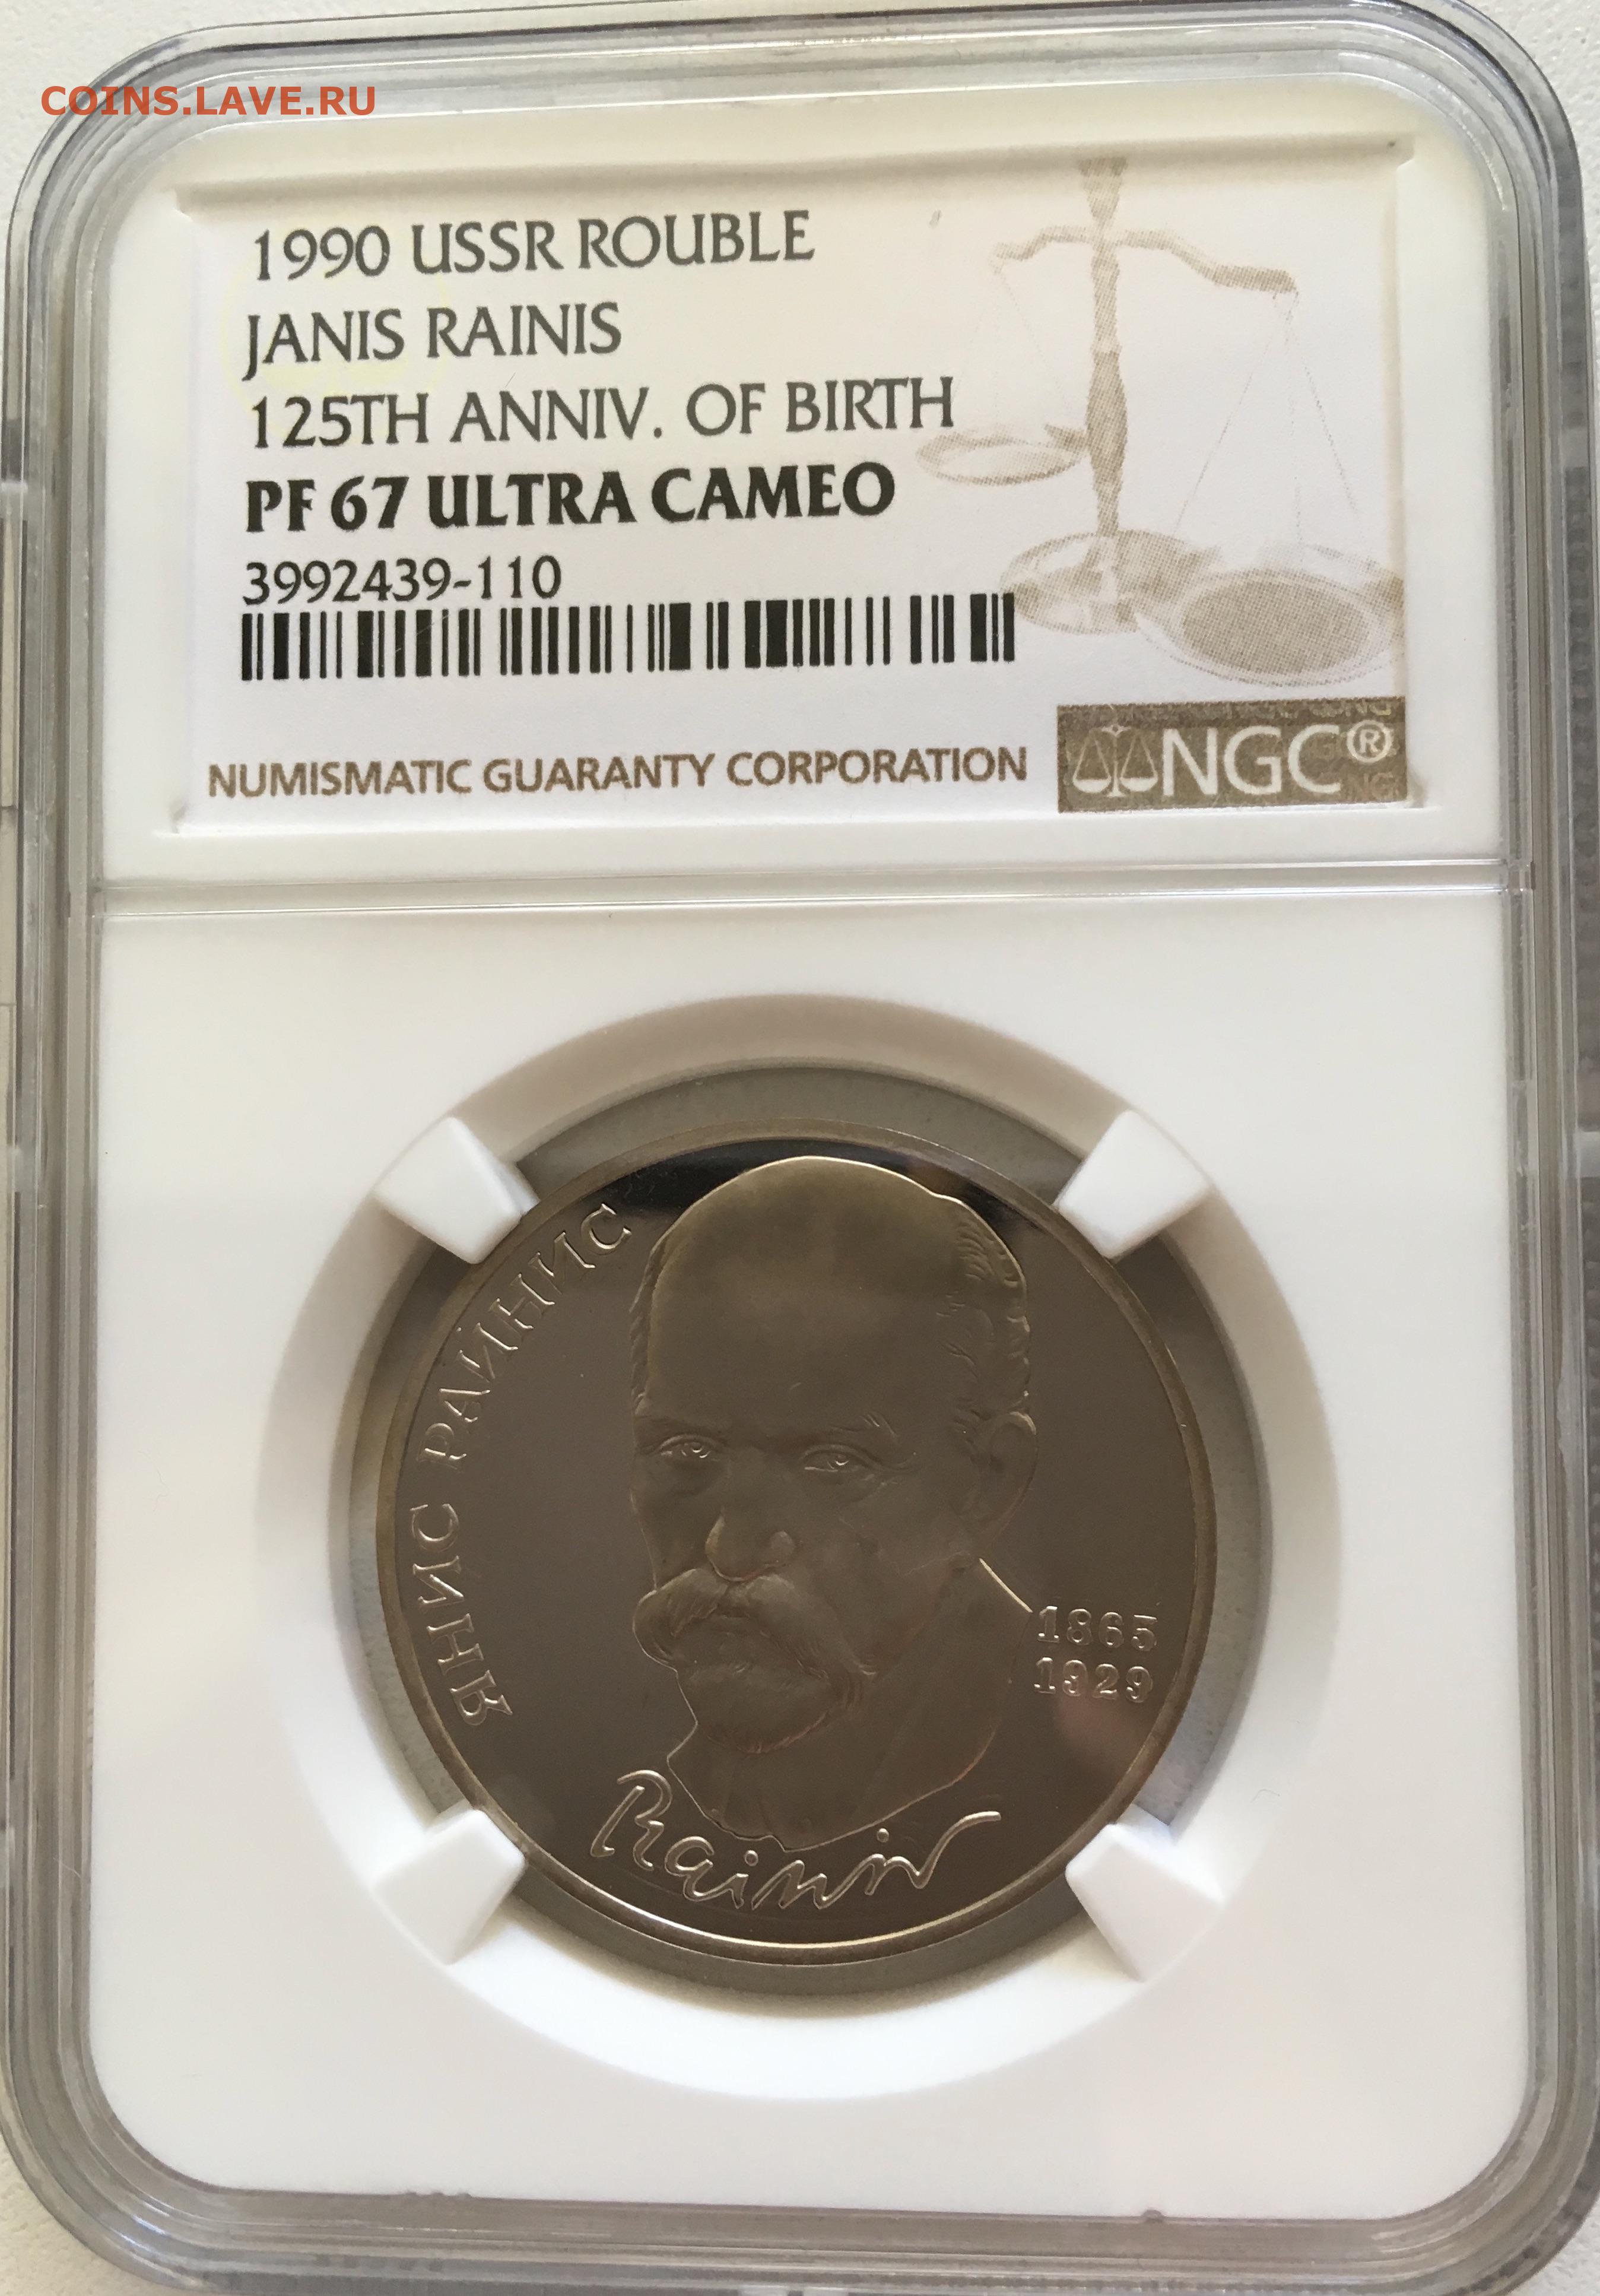 COINS.LAVE.RU
1990 USSR ROUBLE
JANIS RAINIS
125TH ANNIV. OF BIRTH
PF 67 ULTRA CAMEO
3992439-110
NUMISMATIC GUARANTY CORPORATION
NGC®
ЯНИС РАЙНИС
1865
1929
Rainis